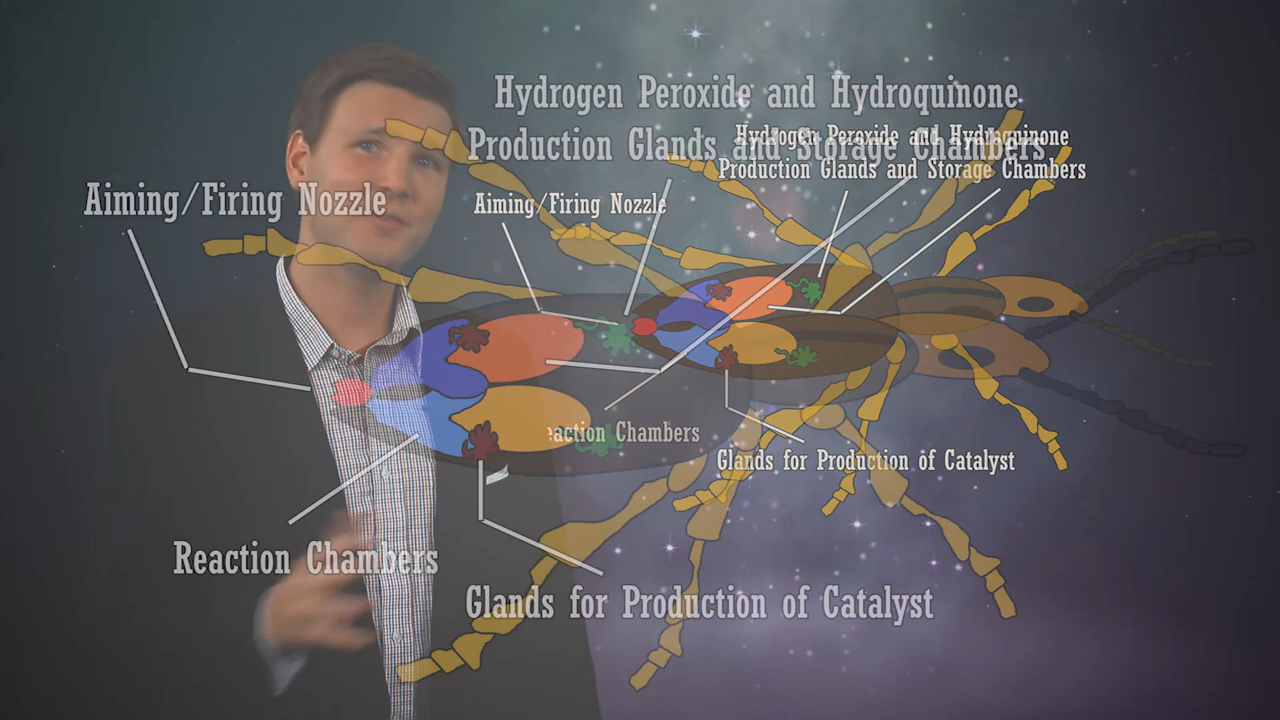 Hydrogen Peroxide and Hydroquinone
Production Glands and Storage Chambers
Hydrogen Peroxide and Hydroquinone
Production Glands and Storage Chambers
Aiming/Firing Nozzle
Aiming/Firing Nozzle
Reaction Chambers
Glands for Production of Catalyst
Reaction Chambers
Glands for Production of Catalyst